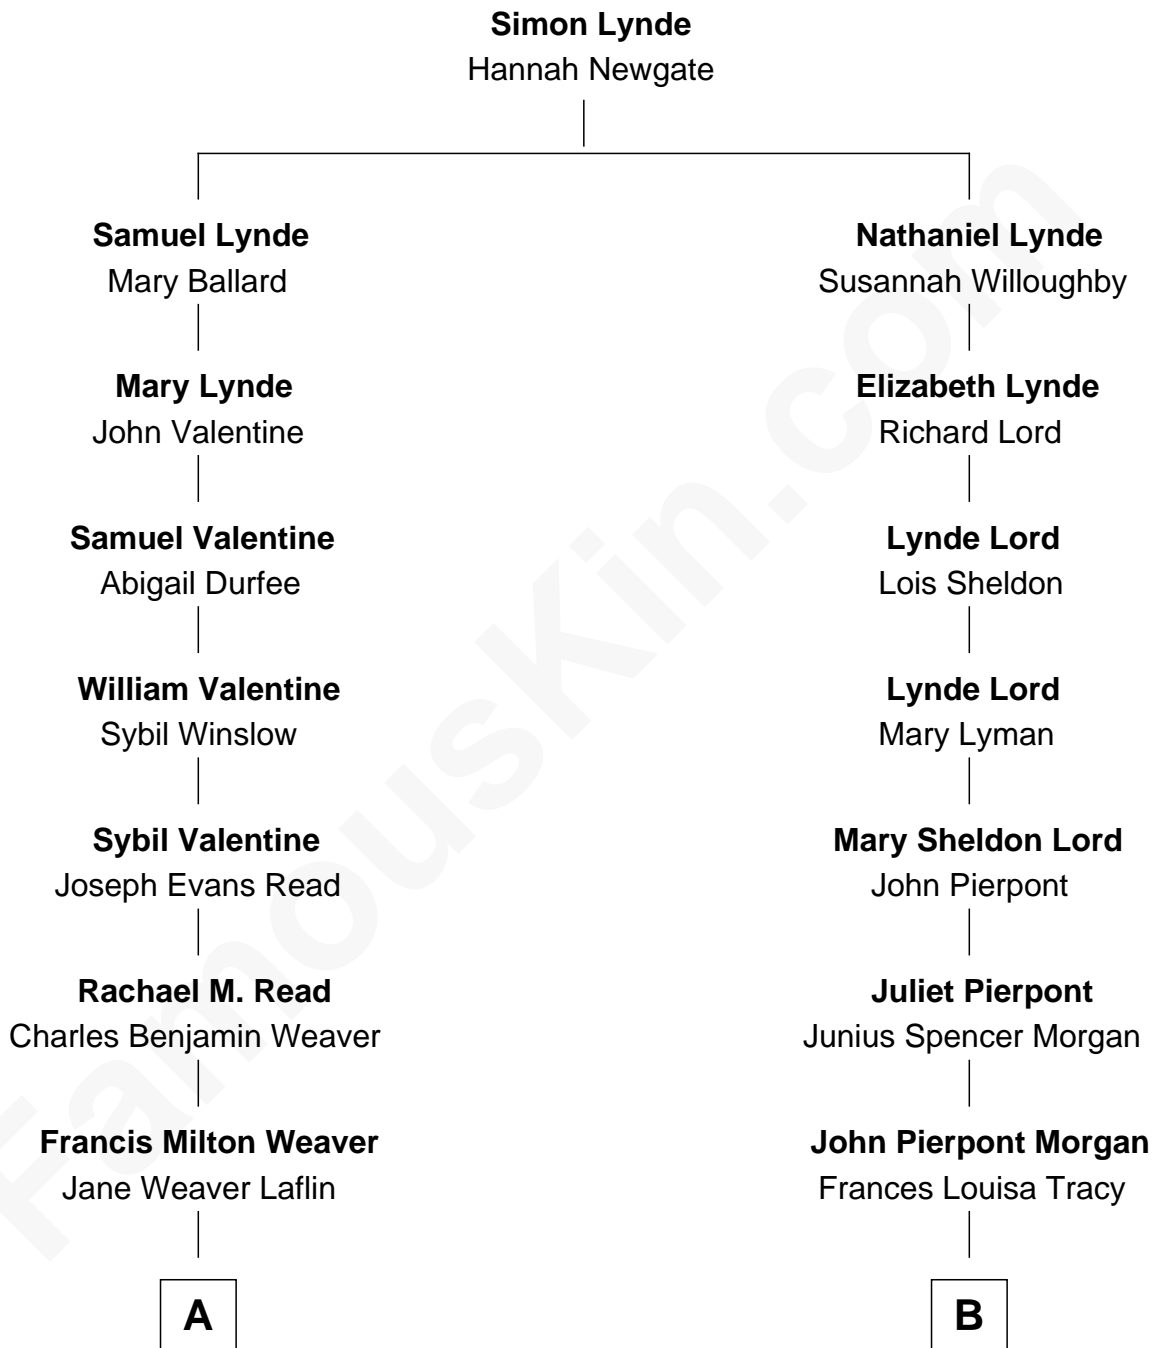 Simon Lynde
Hannah Newgate
Samuel Lynde
Mary Ballard
Nathaniel Lynde
Susannah Willoughby
Mary Lynde
John Valentine
Elizabeth Lynde
Richard Lord
Samuel Valentine
Abigail Durfee
Lynde Lord
Lois Sheldon
William Valentine
Sybil Winslow
Lynde Lord
Mary Lyman
Sybil Valentine
Joseph Evans Read
Mary Sheldon Lord
John Pierpont
Rachael M. Read
Charles Benjamin Weaver
Juliet Pierpont
Junius Spencer Morgan
Francis Milton Weaver
Jane Weaver Laflin
John Pierpont Morgan
Frances Louisa Tracy
A
B
FamousKin.com